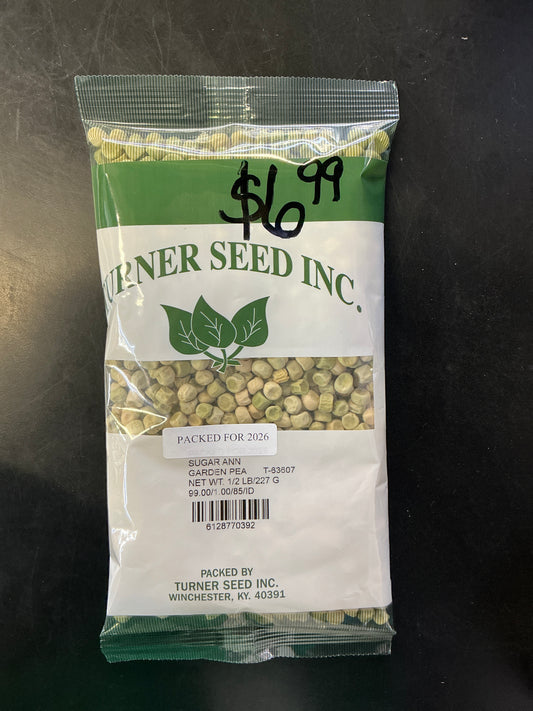 $6 99
TURNER SEED INC.
PACKED FOR 2026
SUGAR ANN
GARDEN PEA T-63607
NET WT. 1/2 LB/227 G
99.00/1.00/85/ID
6128770392
PACKED BY
TURNER SEED INC.
WINCHESTER, KY. 40391